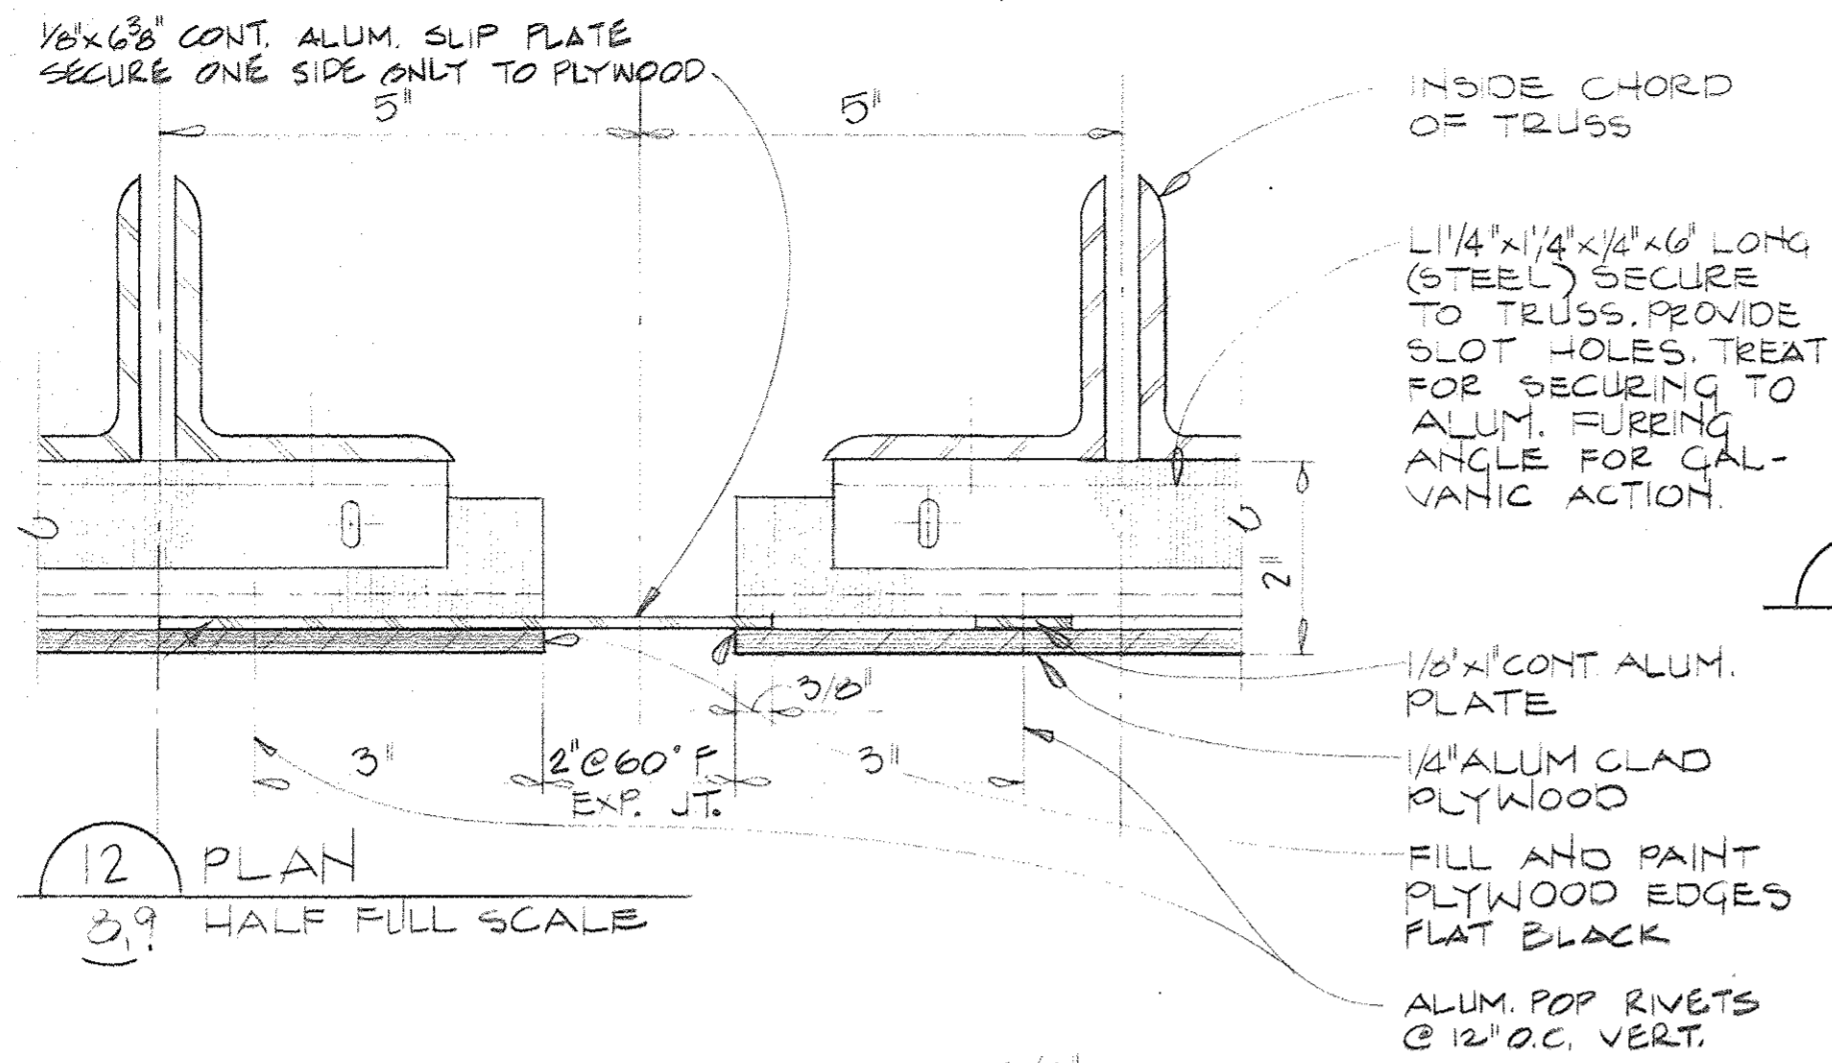 1/8"x6 3/8" CONT. ALUM. SLIP PLATE
SECURE ONE SIDE ONLY TO PLYWOOD
5"
5"
INSIDE CHORD
OF TRUSS
L1 1/4"x1 1/4"x1/4"x6" LONG
(STEEL) SECURE
TO TRUSS. PROVIDE
SLOT HOLES. TREAT
FOR SECURING TO
ALUM. FURRING
ANGLE FOR GAL-
VANIC ACTION.
2"
1/8"x1" CONT. ALUM.
PLATE
3/8"
3"
2"@60°F
EXP. JT.
3"
1/4" ALUM CLAD
PLYWOOD
FILL AND PAINT
PLYWOOD EDGES
FLAT BLACK
12 PLAN
8,9 HALF FULL SCALE
ALUM. POP RIVETS
@ 12" O.C. VERT.